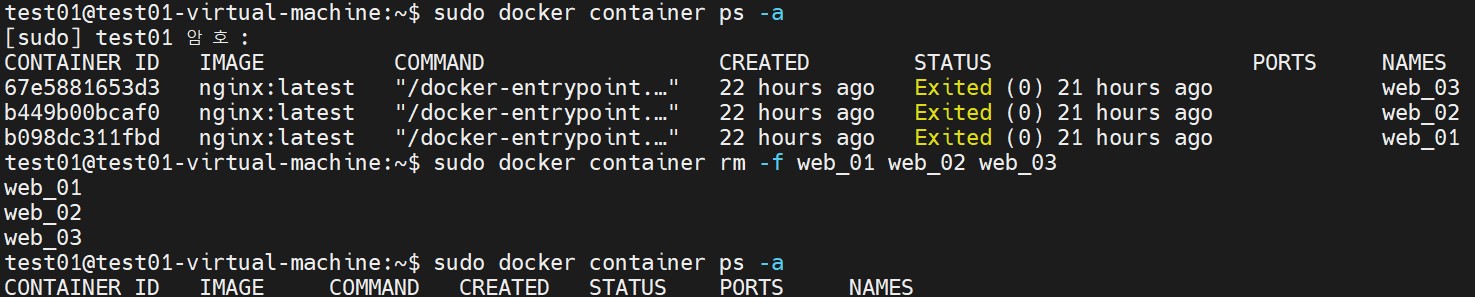 test01@test01-virtual-machine:~$ sudo docker container ps -a
[sudo] test01 암호:
CONTAINER ID   IMAGE          COMMAND                  CREATED        STATUS                    PORTS     NAMES
67e5881653d3   nginx:latest   "/docker-entrypoint.…"   22 hours ago   Exited (0) 21 hours ago             web_03
b449b00bcaf0   nginx:latest   "/docker-entrypoint.…"   22 hours ago   Exited (0) 21 hours ago             web_02
b098dc311fbd   nginx:latest   "/docker-entrypoint.…"   22 hours ago   Exited (0) 21 hours ago             web_01
test01@test01-virtual-machine:~$ sudo docker container rm -f web_01 web_02 web_03
web_01
web_02
web_03
test01@test01-virtual-machine:~$ sudo docker container ps -a
CONTAINER ID   IMAGE     COMMAND   CREATED   STATUS    PORTS     NAMES